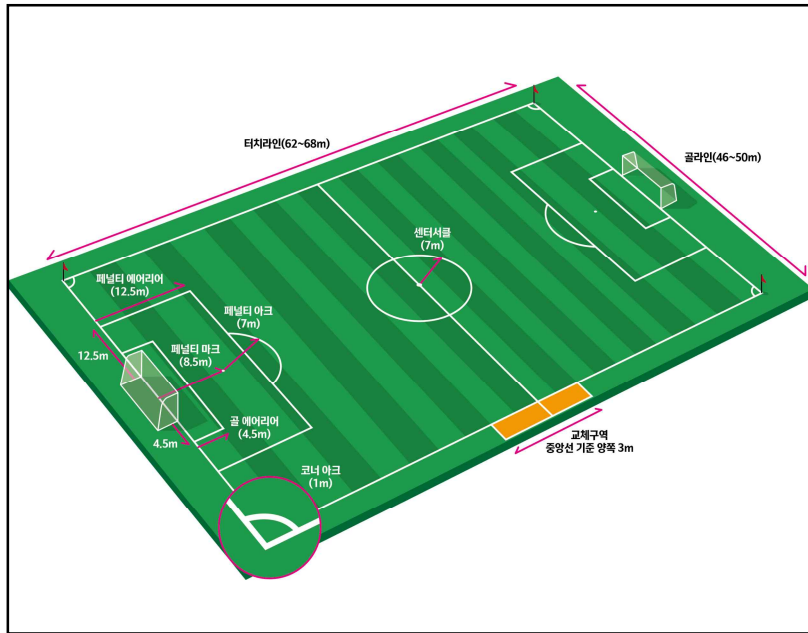 터치라인(62~68m)
골라인(46~50m)
센터서클
(7m)
페널티 에어리어
(12.5m)
페널티 아크
(7m)
12.5m
페널티 마크
(8.5m)
4.5m
골 에어리어
(4.5m)
교체구역
중앙선 기준 양쪽 3m
코너 아크
(1m)